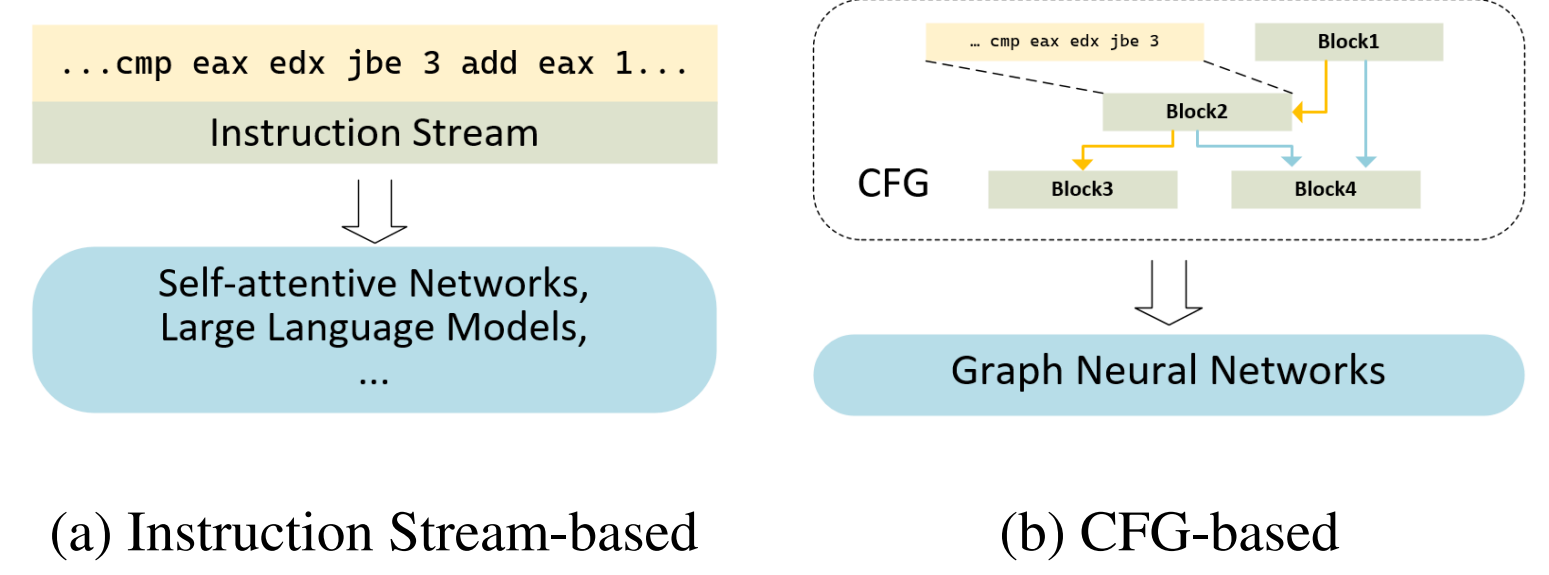 ...cmp eax edx jbe 3 add eax 1...
Instruction Stream
Self-attentive Networks,
Large Language Models,
...
(a) Instruction Stream-based
… cmp eax edx jbe 3
Block1
Block2
CFG
Block3
Block4
Graph Neural Networks
(b) CFG-based